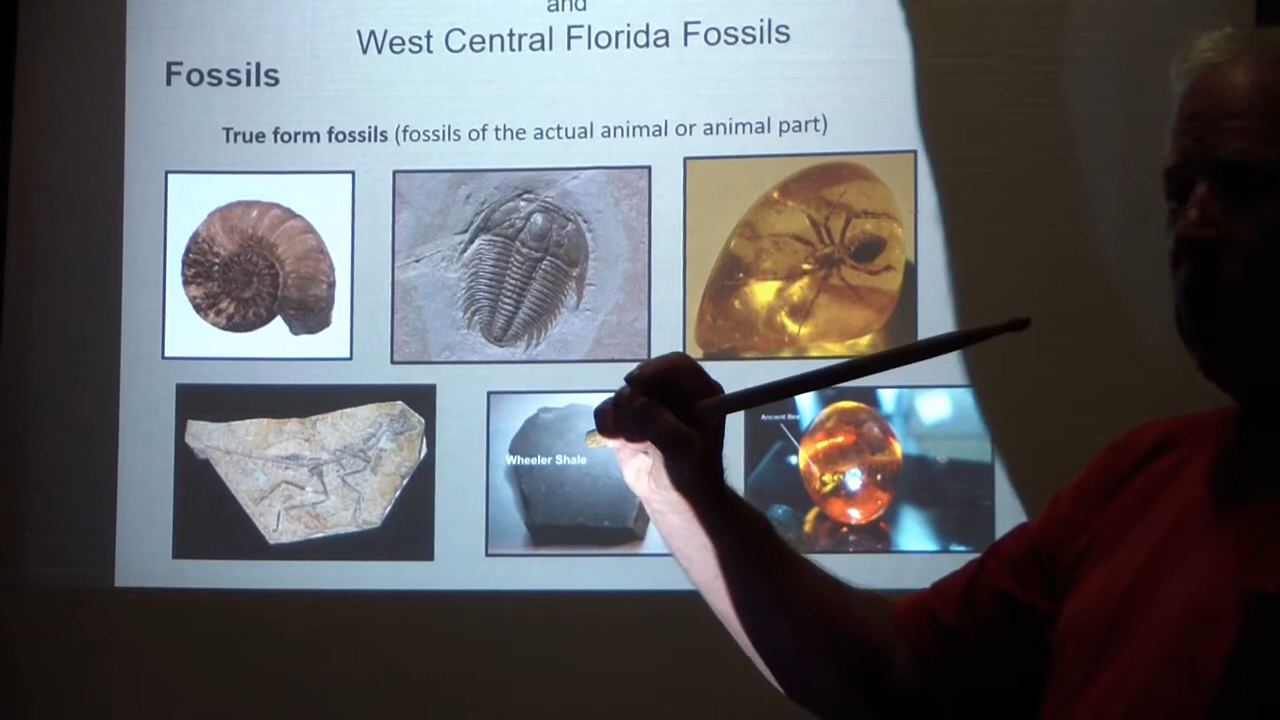 and
West Central Florida Fossils
Fossils
True form fossils (fossils of the actual animal or animal part)
Wheeler Shale
Ancient Bee